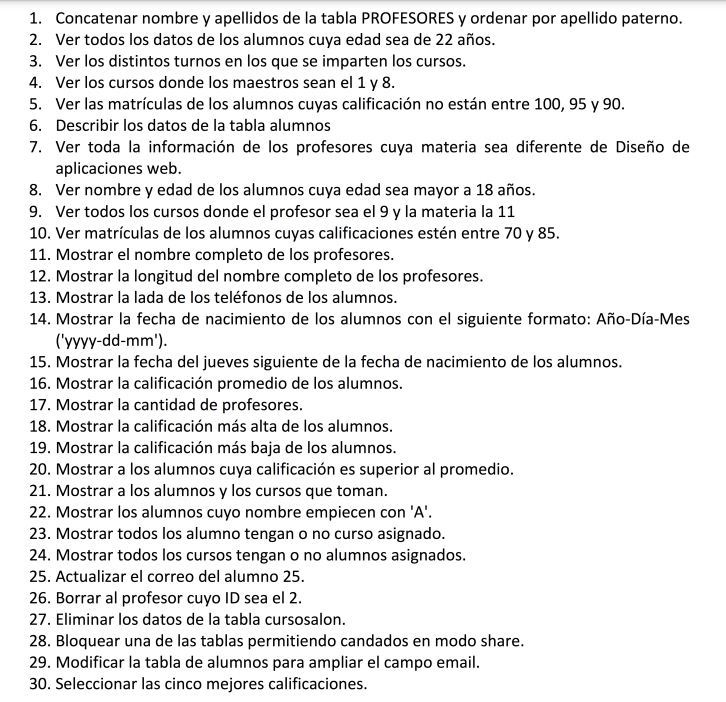 1. Concatenar nombre y apellidos de la tabla PROFESORES y ordenar por apellido paterno.
2. Ver todos los datos de los alumnos cuya edad sea de 22 años.
3. Ver los distintos turnos en los que se imparten los cursos.
4. Ver los cursos donde los maestros sean el 1 y 8.
5. Ver las matrículas de los alumnos cuyas calificación no están entre 100, 95 y 90.
6. Describir los datos de la tabla alumnos
7. Ver toda la información de los profesores cuya materia sea diferente de Diseño de
aplicaciones web.
8. Ver nombre y edad de los alumnos cuya edad sea mayor a 18 años.
9. Ver todos los cursos donde el profesor sea el 9 y la materia la 11
10. Ver matrículas de los alumnos cuyas calificaciones estén entre 70 y 85.
11. Mostrar el nombre completo de los profesores.
12. Mostrar la longitud del nombre completo de los profesores.
13. Mostrar la lada de los teléfonos de los alumnos.
14. Mostrar la fecha de nacimiento de los alumnos con el siguiente formato: Año-Día-Mes
('yyyy-dd-mm').
15. Mostrar la fecha del jueves siguiente de la fecha de nacimiento de los alumnos.
16. Mostrar la calificación promedio de los alumnos.
17. Mostrar la cantidad de profesores.
18. Mostrar la calificación más alta de los alumnos.
19. Mostrar la calificación más baja de los alumnos.
20. Mostrar a los alumnos cuya calificación es superior al promedio.
21. Mostrar a los alumnos y los cursos que toman.
22. Mostrar los alumnos cuyo nombre empiecen con 'A'.
23. Mostrar todos los alumno tengan o no curso asignado.
24. Mostrar todos los cursos tengan o no alumnos asignados.
25. Actualizar el correo del alumno 25.
26. Borrar al profesor cuyo ID sea el 2.
27. Eliminar los datos de la tabla cursosalon.
28. Bloquear una de las tablas permitiendo candados en modo share.
29. Modificar la tabla de alumnos para ampliar el campo email.
30. Seleccionar las cinco mejores calificaciones.